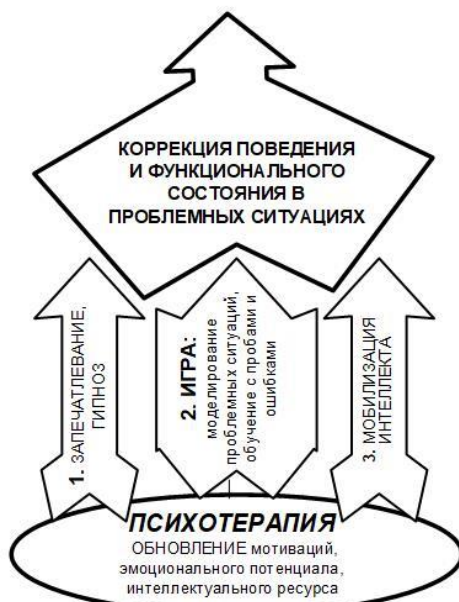 КОРРЕКЦИЯ ПОВЕДЕНИЯ
И ФУНКЦИОНАЛЬНОГО
СОСТОЯНИЯ В
ПРОБЛЕМНЫХ СИТУАЦИЯХ
1. ЗАПЕЧАТЛЕВАНИЕ,
ГИПНОЗ
2. ИГРА:
моделирование
проблемных ситуаций,
обучение с пробами и
ошибками
3. МОБИЛИЗАЦИЯ
ИНТЕЛЛЕКТА
ПСИХОТЕРАПИЯ
ОБНОВЛЕНИЕ мотиваций,
эмоционального потенциала,
интеллектуального ресурса